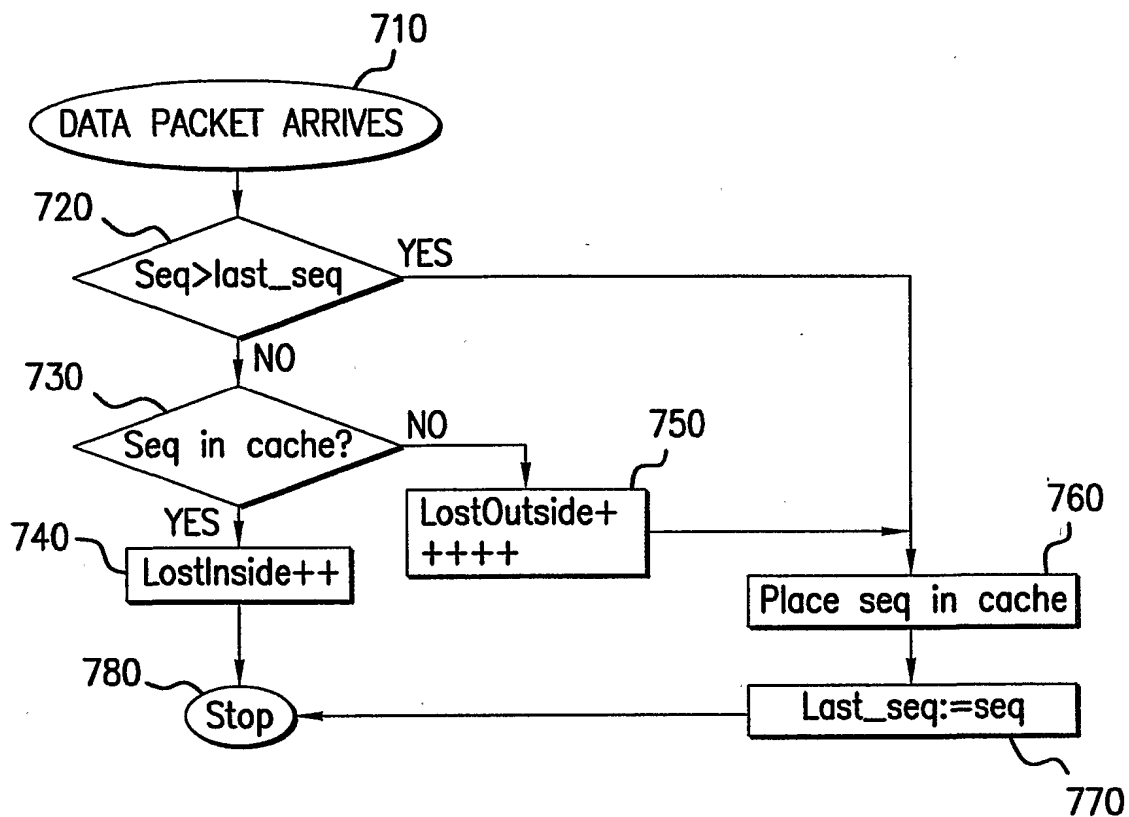 710
DATA PACKET ARRIVES
720
Seq>last_seq
YES
NO
730
Seq in cache?
NO
750
LostOutside+
++++
YES
740
LostInside++
760
Place seq in cache
780
Stop
Last_seq:=seq
770